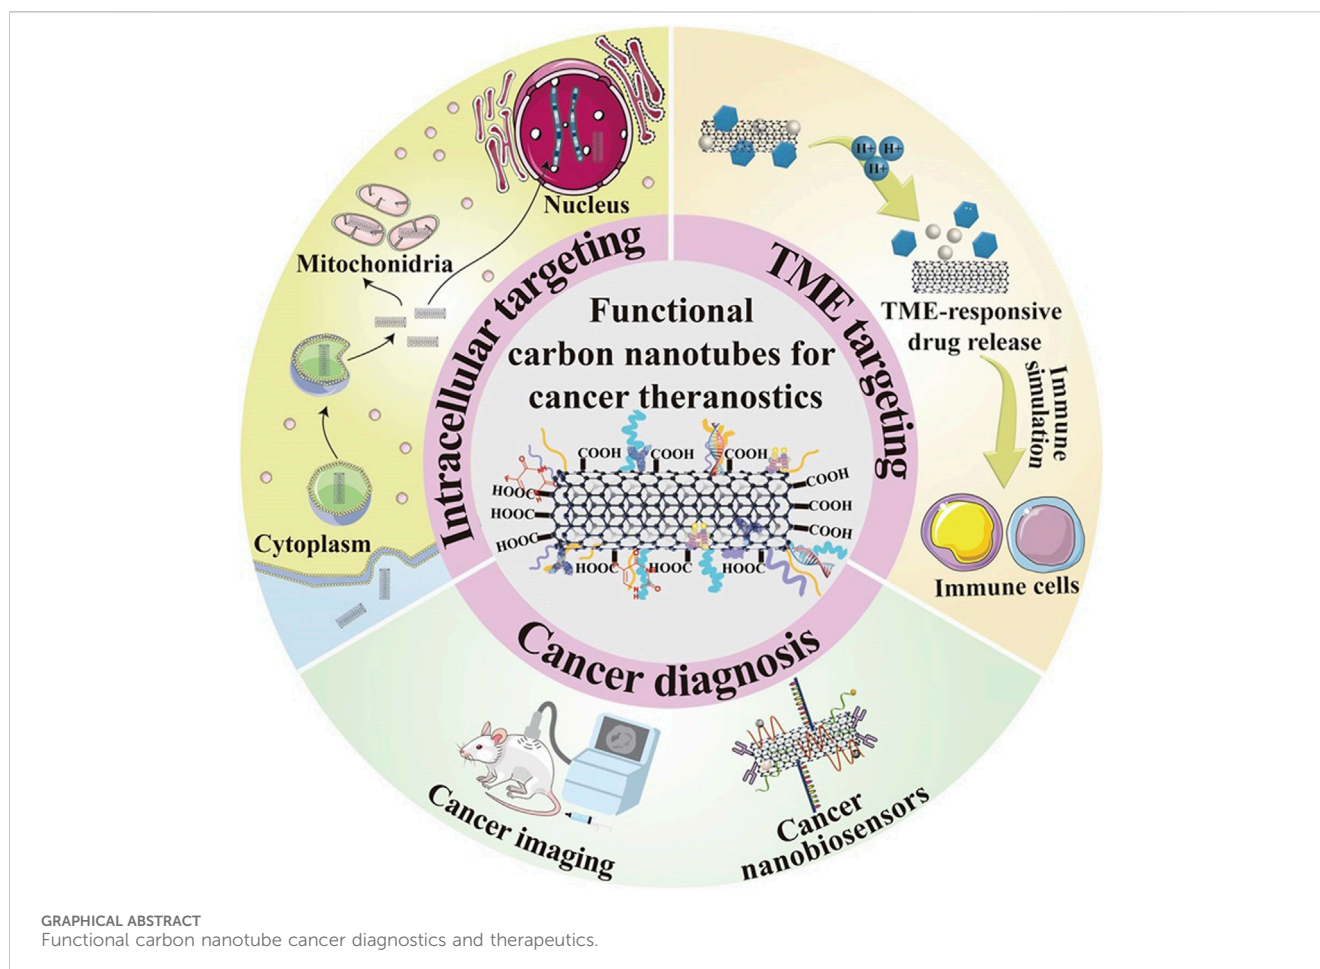 Nucleus
Mitochonidria
Cytoplasm
Intracellular targeting
TME targeting
H+
H+
H+
TME-responsive
drug release
Immune
simulation
Immune cells
Functional
carbon nanotubes for
cancer theranostics
COOH
COOH
COOH
HOOC
HOOC
HOOC
COOH
COOH
COOH
HOOC
HOOC
HOOC
Cancer diagnosis
Cancer imaging
Cancer
nanobiosensors
GRAPHICAL ABSTRACT
Functional carbon nanotube cancer diagnostics and therapeutics.